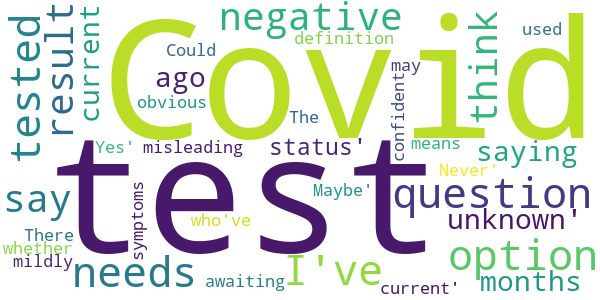 Covid
negative
definition
used
Could
ago
obvious
tested
result
current
think
may
confident
The
Yes'
misleading
status'
means
saying
Never'
say
symptoms
Maybe'
question
who've
unknown'
There
whether
mildly
needs
test
I've
option
awaiting
current'
months